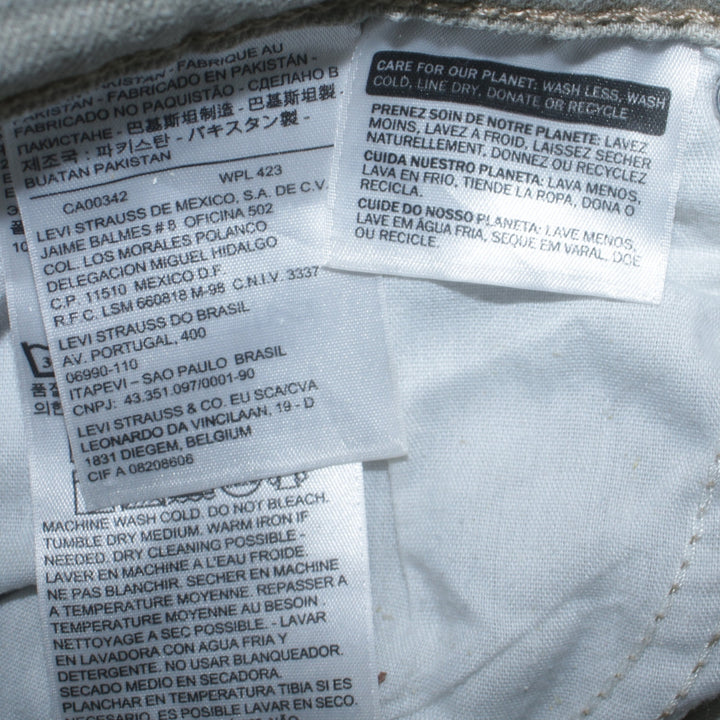 FABRIQUE AU
PAKISTAN - FABRICADO EN PAKISTÁN -
FABRICADO NO PAQUISTÃO - СДЕЛАНО В
ПАКИСТАНЕ - 巴基斯坦制造 - 巴基斯坦製 -
제조국 : 파키스탄 - パキスタン製 -
BUATAN PAKISTAN
CA00342 WPL 423
LEVI STRAUSS DE MEXICO, S.A. DE C.V.
JAIME BALMES # 8 OFICINA 502
COL. LOS MORALES POLANCO
DELEGACION MIGUEL HIDALGO
C.P. 11510 MEXICO D.F.
R.F.C. LSM 660818 M-98 C.N.I.V. 3337
LEVI STRAUSS DO BRASIL
AV. PORTUGAL, 400
06990-110
ITAPEVI – SAO PAULO BRASIL
CNPJ: 43.351.097/0001-90
LEVI STRAUSS & CO. EU SCA/CVA
LEONARDO DA VINCILAAN, 19 - D
1831 DIEGEM, BELGIUM
CIF A 08208606
CARE FOR OUR PLANET: WASH LESS, WASH
COLD, LINE DRY, DONATE OR RECYCLE
PRENEZ SOIN DE NOTRE PLANETE: LAVEZ
MOINS, LAVEZ A FROID, LAISSEZ SECHER
NATURELLEMENT, DONNEZ OU RECYCLEZ
CUIDA NUESTRO PLANETA: LAVA MENOS,
LAVA EN FRIO, TIENDE LA ROPA, DONA O
RECICLA.
CUIDE DO NOSSO PLANETA: LAVE MENOS,
LAVE EM ÁGUA FRIA, SEQUE EM VARAL, DOE
OU RECICLE.
MACHINE WASH COLD. DO NOT BLEACH.
TUMBLE DRY MEDIUM. WARM IRON IF
NEEDED. DRY CLEANING POSSIBLE -
LAVER EN MACHINE A L'EAU FROIDE.
NE PAS BLANCHIR. SECHER EN MACHINE
A TEMPERATURE MOYENNE. REPASSER A
TEMPERATURE MOYENNE AU BESOIN.
NETTOYAGE A SEC POSSIBLE. - LAVAR
EN LAVADORA CON AGUA FRIA Y
DETERGENTE. NO USAR BLANQUEADOR.
SECADO MEDIO EN SECADORA.
PLANCHAR EN TEMPERATURA TIBIA SI ES
NECESARIO. ES POSIBLE LAVAR EN SECO.